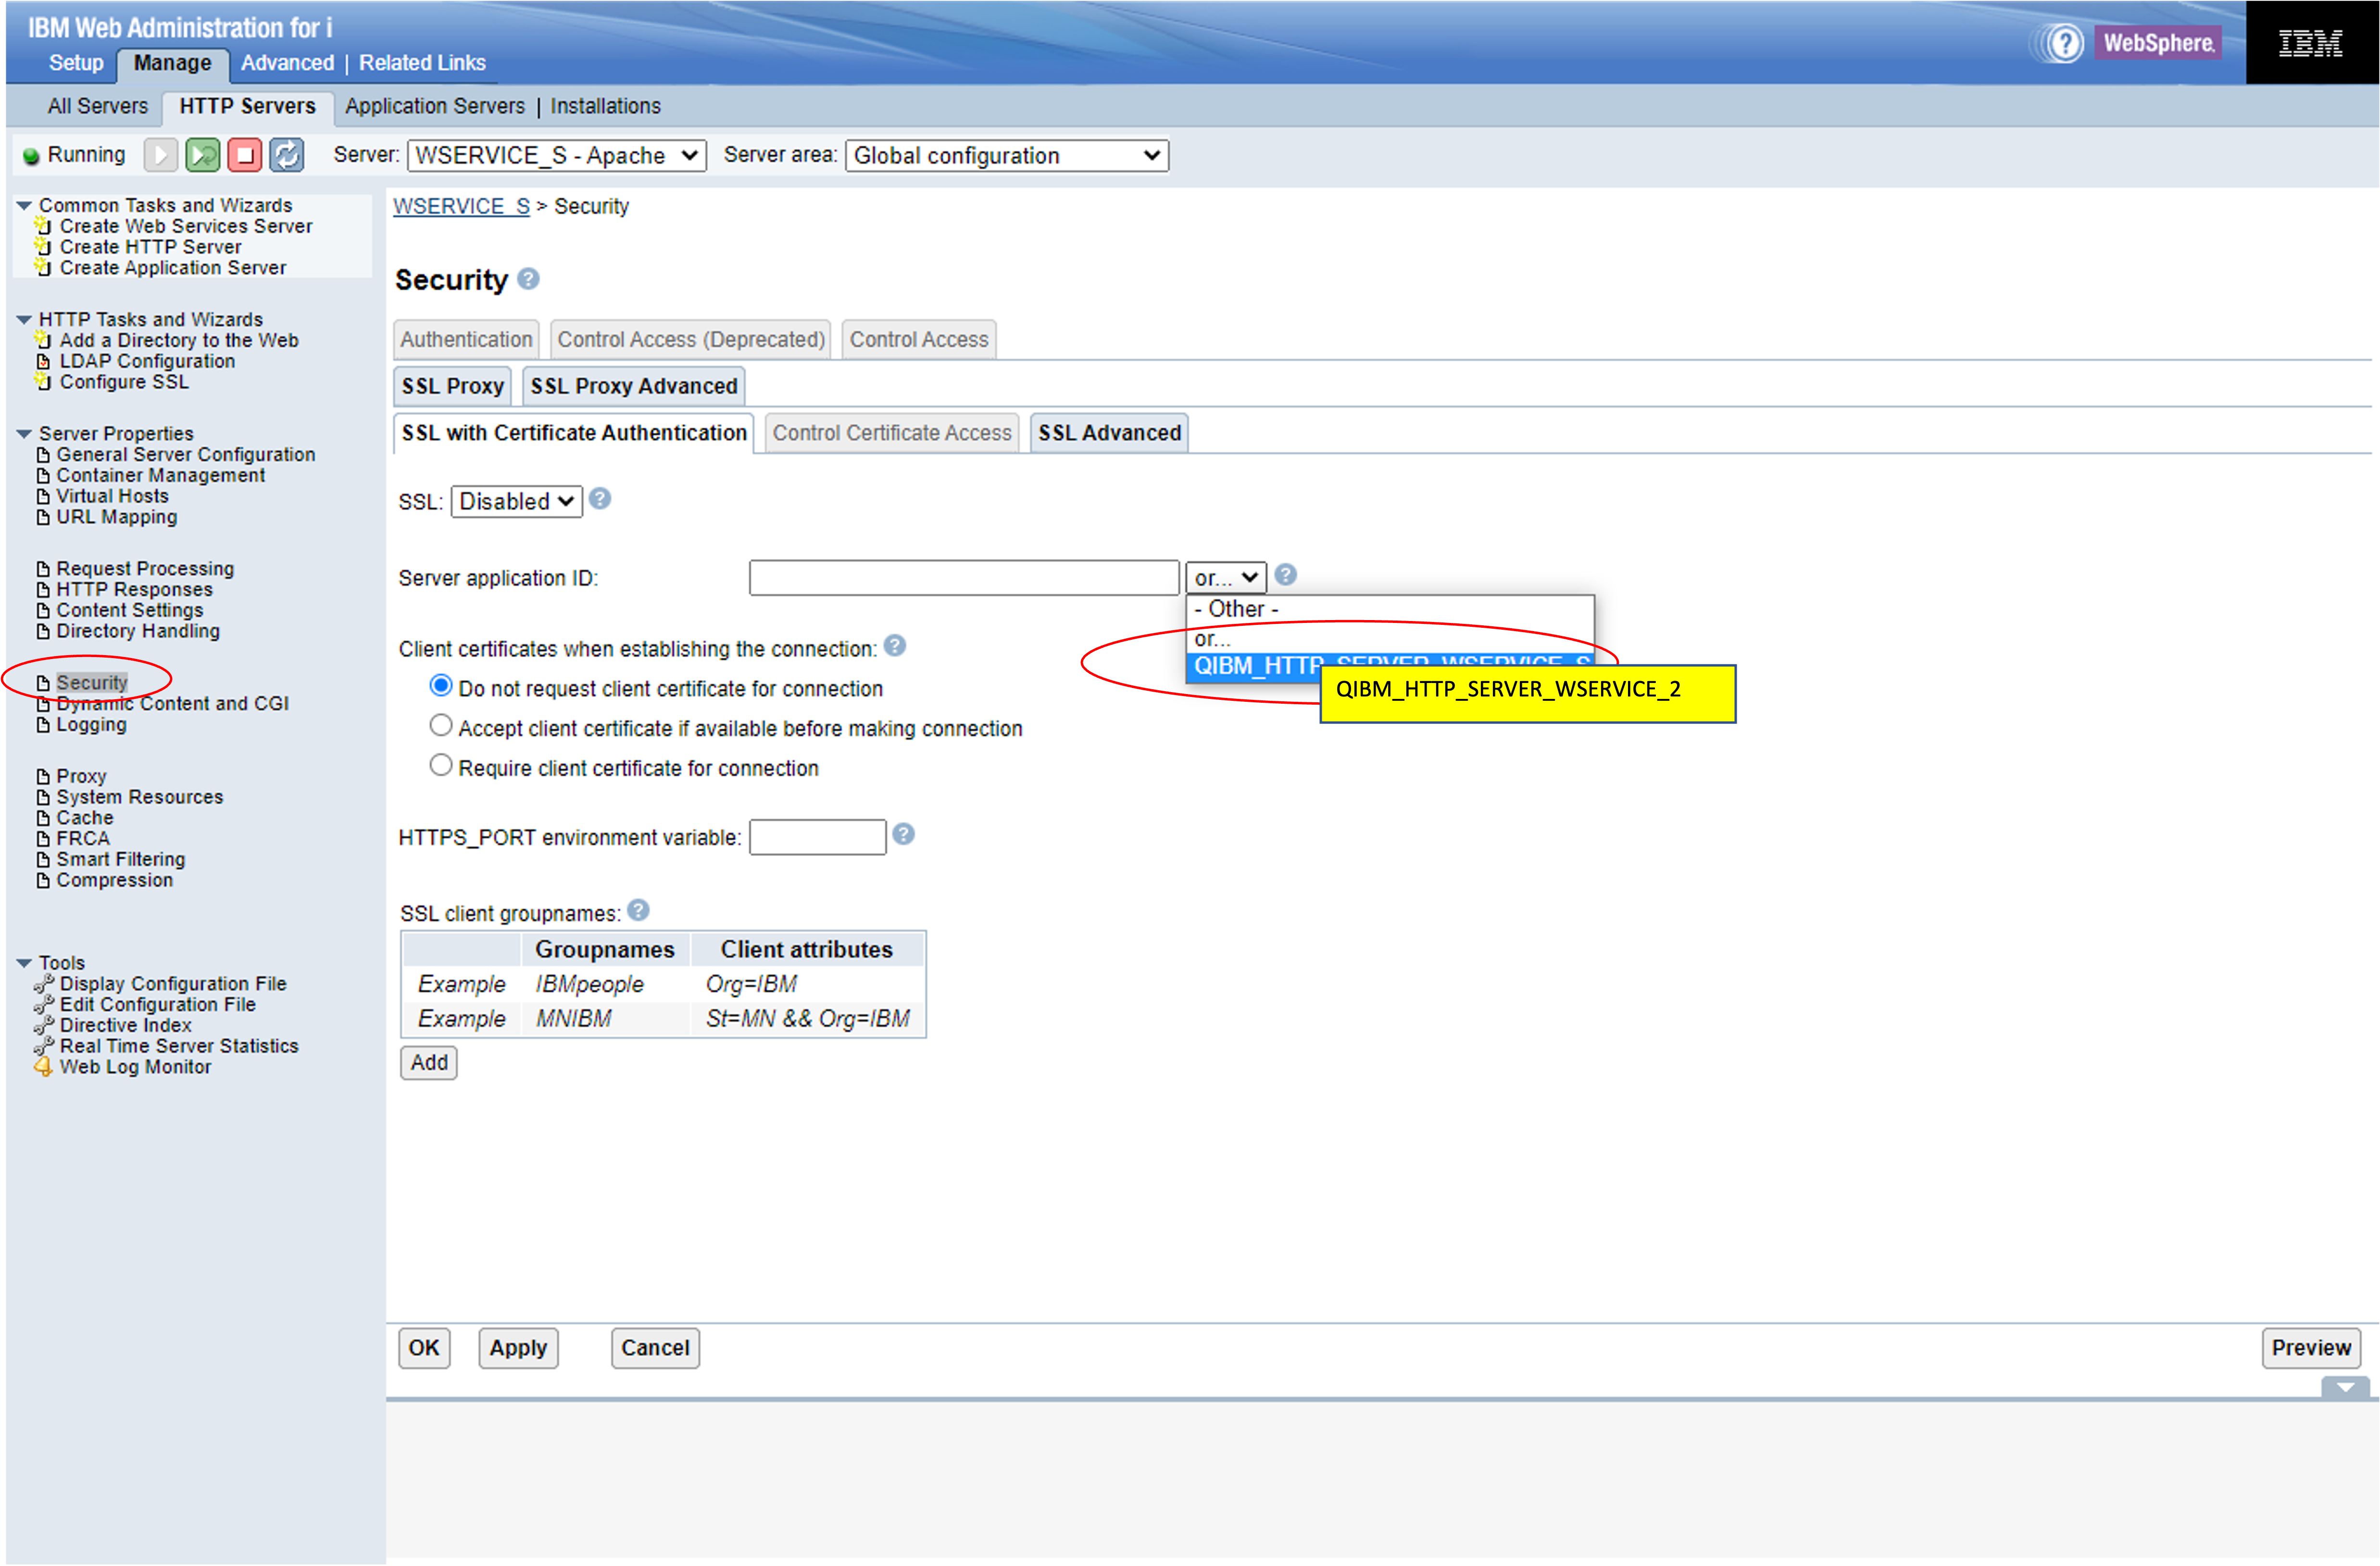 IBM Web Administration for i
Setup Manage Advanced | Related Links
WebSphere.
IBM
All Servers HTTP Servers Application Servers | Installations
Running Server: WSERVICE_S - Apache Server area: Global configuration
Common Tasks and Wizards
Create Web Services Server
Create HTTP Server
Create Application Server
HTTP Tasks and Wizards
Add a Directory to the Web
LDAP Configuration
Configure SSL
Server Properties
General Server Configuration
Container Management
Virtual Hosts
URL Mapping
Request Processing
HTTP Responses
Content Settings
Directory Handling
Security
Dynamic Content and CGI
Logging
Proxy
System Resources
Cache
FRCA
Smart Filtering
Compression
Tools
Display Configuration File
Edit Configuration File
Directive Index
Real Time Server Statistics
Web Log Monitor
WSERVICE_S > Security
Security
Authentication Control Access (Deprecated) Control Access
SSL Proxy SSL Proxy Advanced
SSL with Certificate Authentication Control Certificate Access SSL Advanced
SSL: Disabled
Server application ID: or...
- Other -
or...
QIBM_HTTP_SERVER_WSERVICE_S
QIBM_HTTP_SERVER_WSERVICE_2
Client certificates when establishing the connection:
Do not request client certificate for connection
Accept client certificate if available before making connection
Require client certificate for connection
HTTPS_PORT environment variable:
SSL client groupnames:
Groupnames Client attributes
Example IBMpeople Org=IBM
Example MNIBM St=MN && Org=IBM
Add
OK Apply Cancel Preview